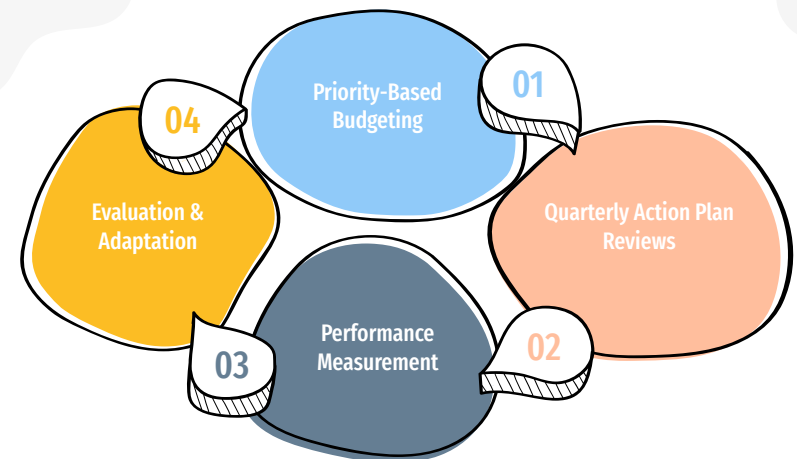 Priority-Based
Budgeting
01
Quarterly Action Plan
Reviews
02
Performance
Measurement
03
Evaluation &
Adaptation
04